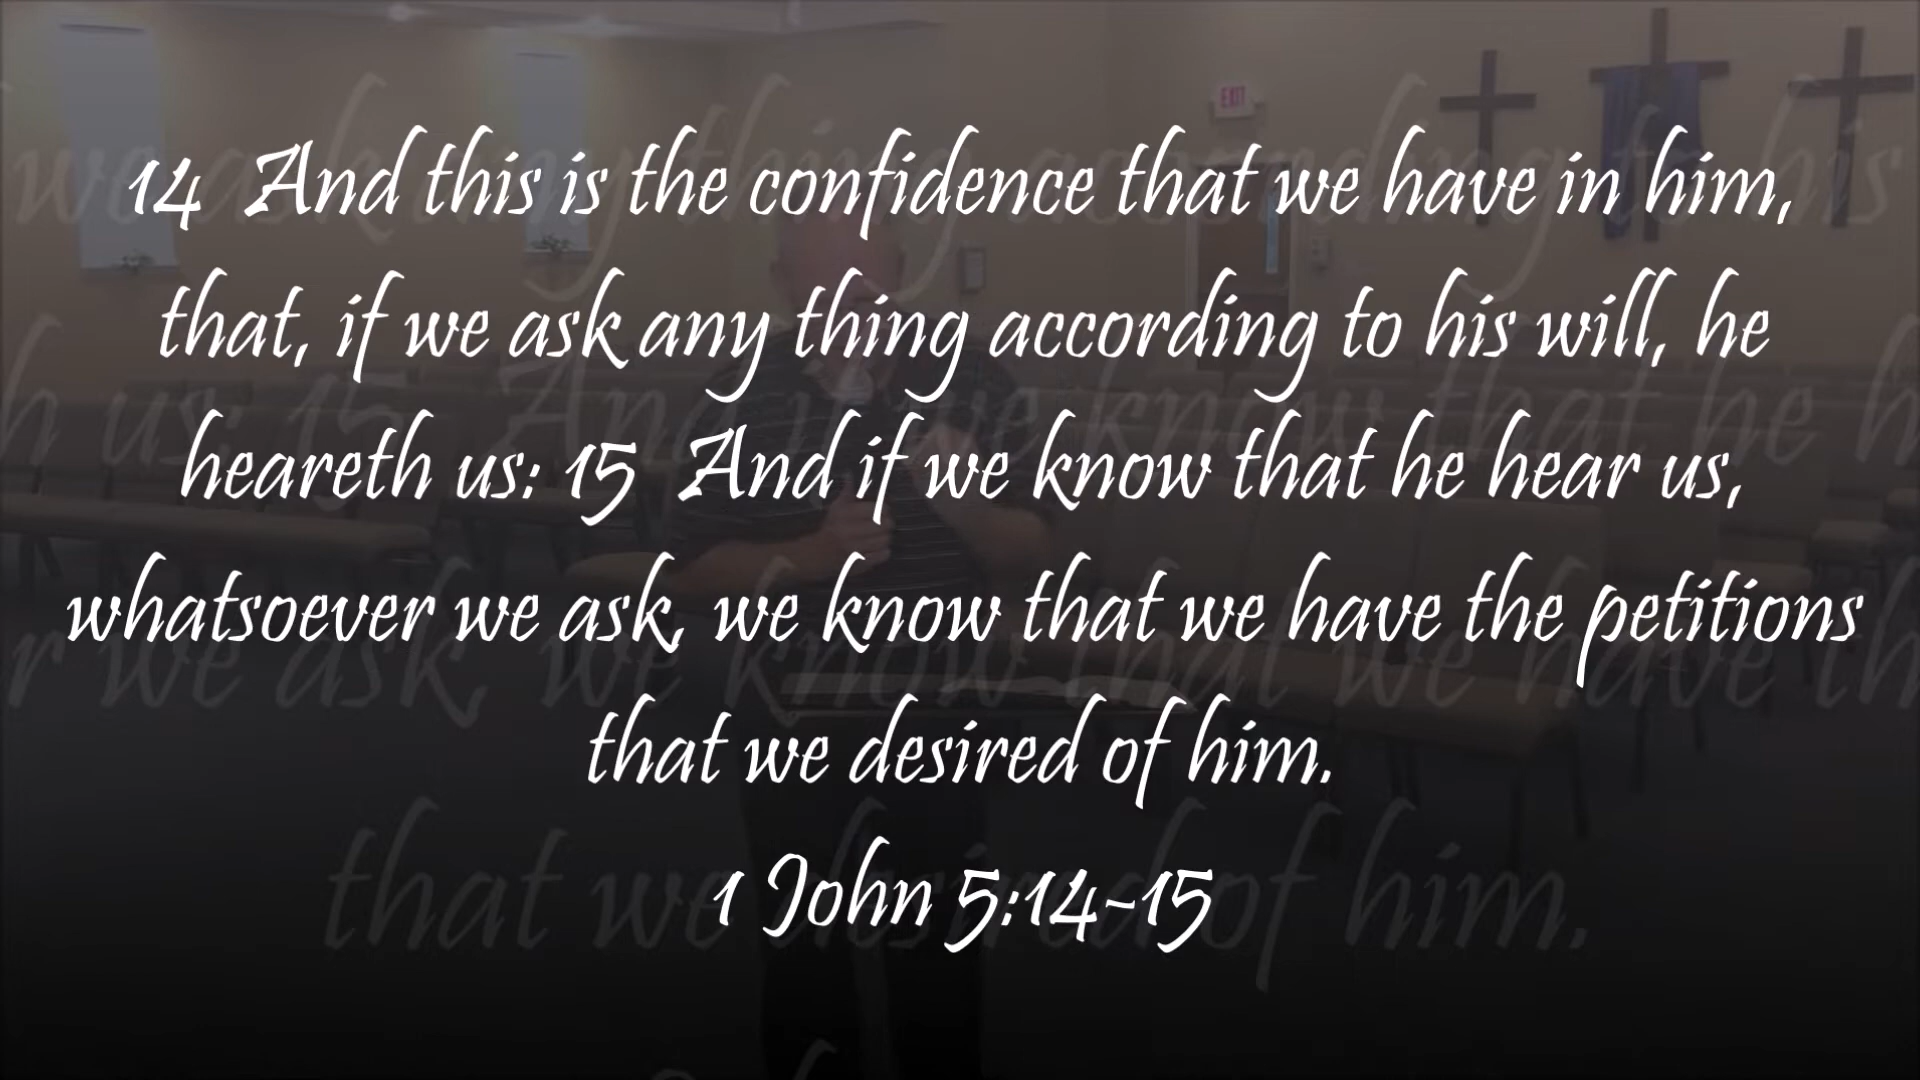 14 And this is the confidence that we have in him,
that, if we ask any thing according to his will, he
heareth us: 15 And if we know that he hear us,
whatsoever we ask, we know that we have the petitions
that we desired of him.
1 John 5:14-15